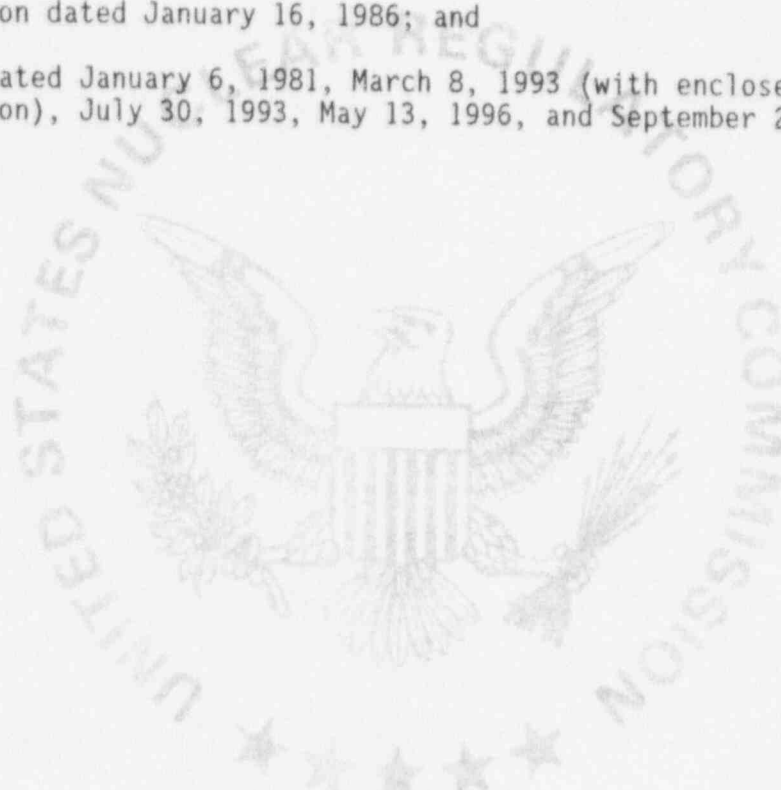 on dated January 16, 1986; and
ated January 6, 1981, March 8, 1993 (with enclose
on), July 30, 1993, May 13, 1996, and September 2
UNITED STATES NUCLEAR REGULATORY COMMISSION